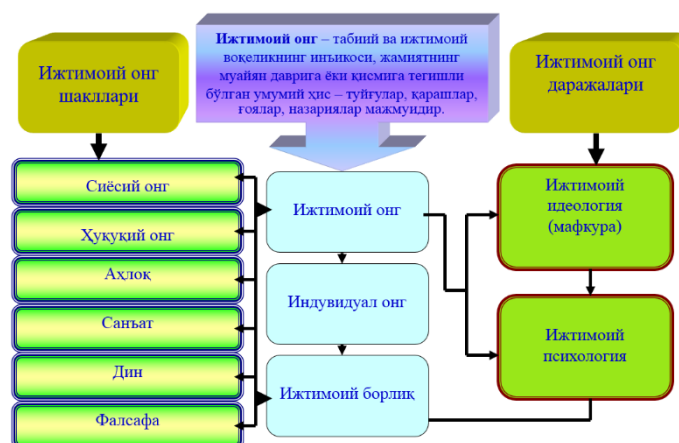 Ижтимоий онг
шакллари
Ижтимоий онг – табиий ва ижтимоий
воқеликнинг инъикоси, жамиятнинг
муайян даврига ёки қисмига тегишли
бўлган умумий ҳис – туйғулар, қарашлар,
ғоялар, назариялар мажмуидир.
Ижтимоий онг
даражалари
Сиёсий онг
Ҳуқуқий онг
Аҳлоқ
Санъат
Дин
Фалсафа
Ижтимоий онг
Индувидуал онг
Ижтимоий борлиқ
Ижтимоий
идеология
(мафкура)
Ижтимоий
психология